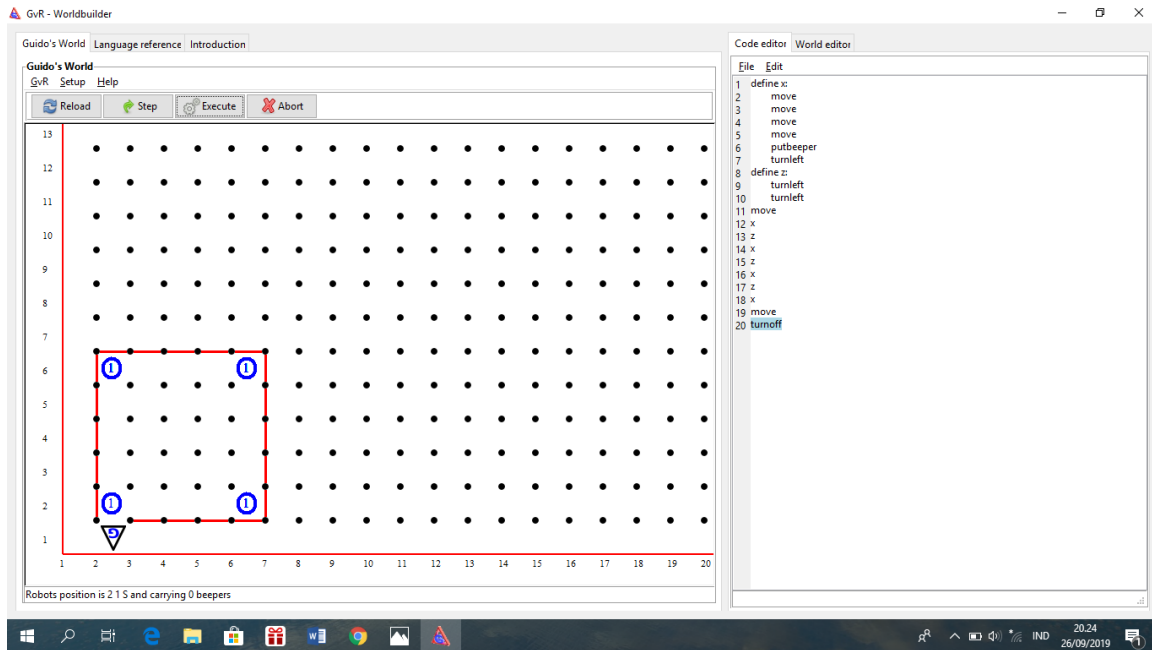 GvR - Worldbuilder
Guido's World Language reference Introduction
Guido's World
GvR Setup Help
Reload Step Execute Abort
13
12
11
10
9
8
7
6
5
4
3
2
1
1 1
1 1
G
1 2 3 4 5 6 7 8 9 10 11 12 13 14 15 16 17 18 19 20
Robots position is 2 1 S and carrying 0 beepers
Code editor World editor
File Edit
1 define x:
2 move
3 move
4 move
5 move
6 putbeeper
7 turnleft
8 define z:
9 turnleft
10 turnleft
11 move
12 x
13 z
14 x
15 z
16 x
17 z
18 x
19 move
20 turnoff
IND
20.24
26/09/2019
1